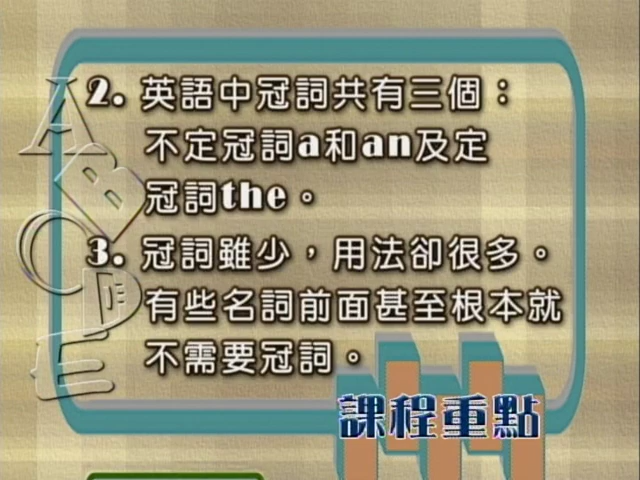 2. 英語中冠詞共有三個：
不定冠詞a和an及定
冠詞the。
3. 冠詞雖少，用法卻很多。
有些名詞前面甚至根本就
不需要冠詞。
課程重點
A
B
C
D
E